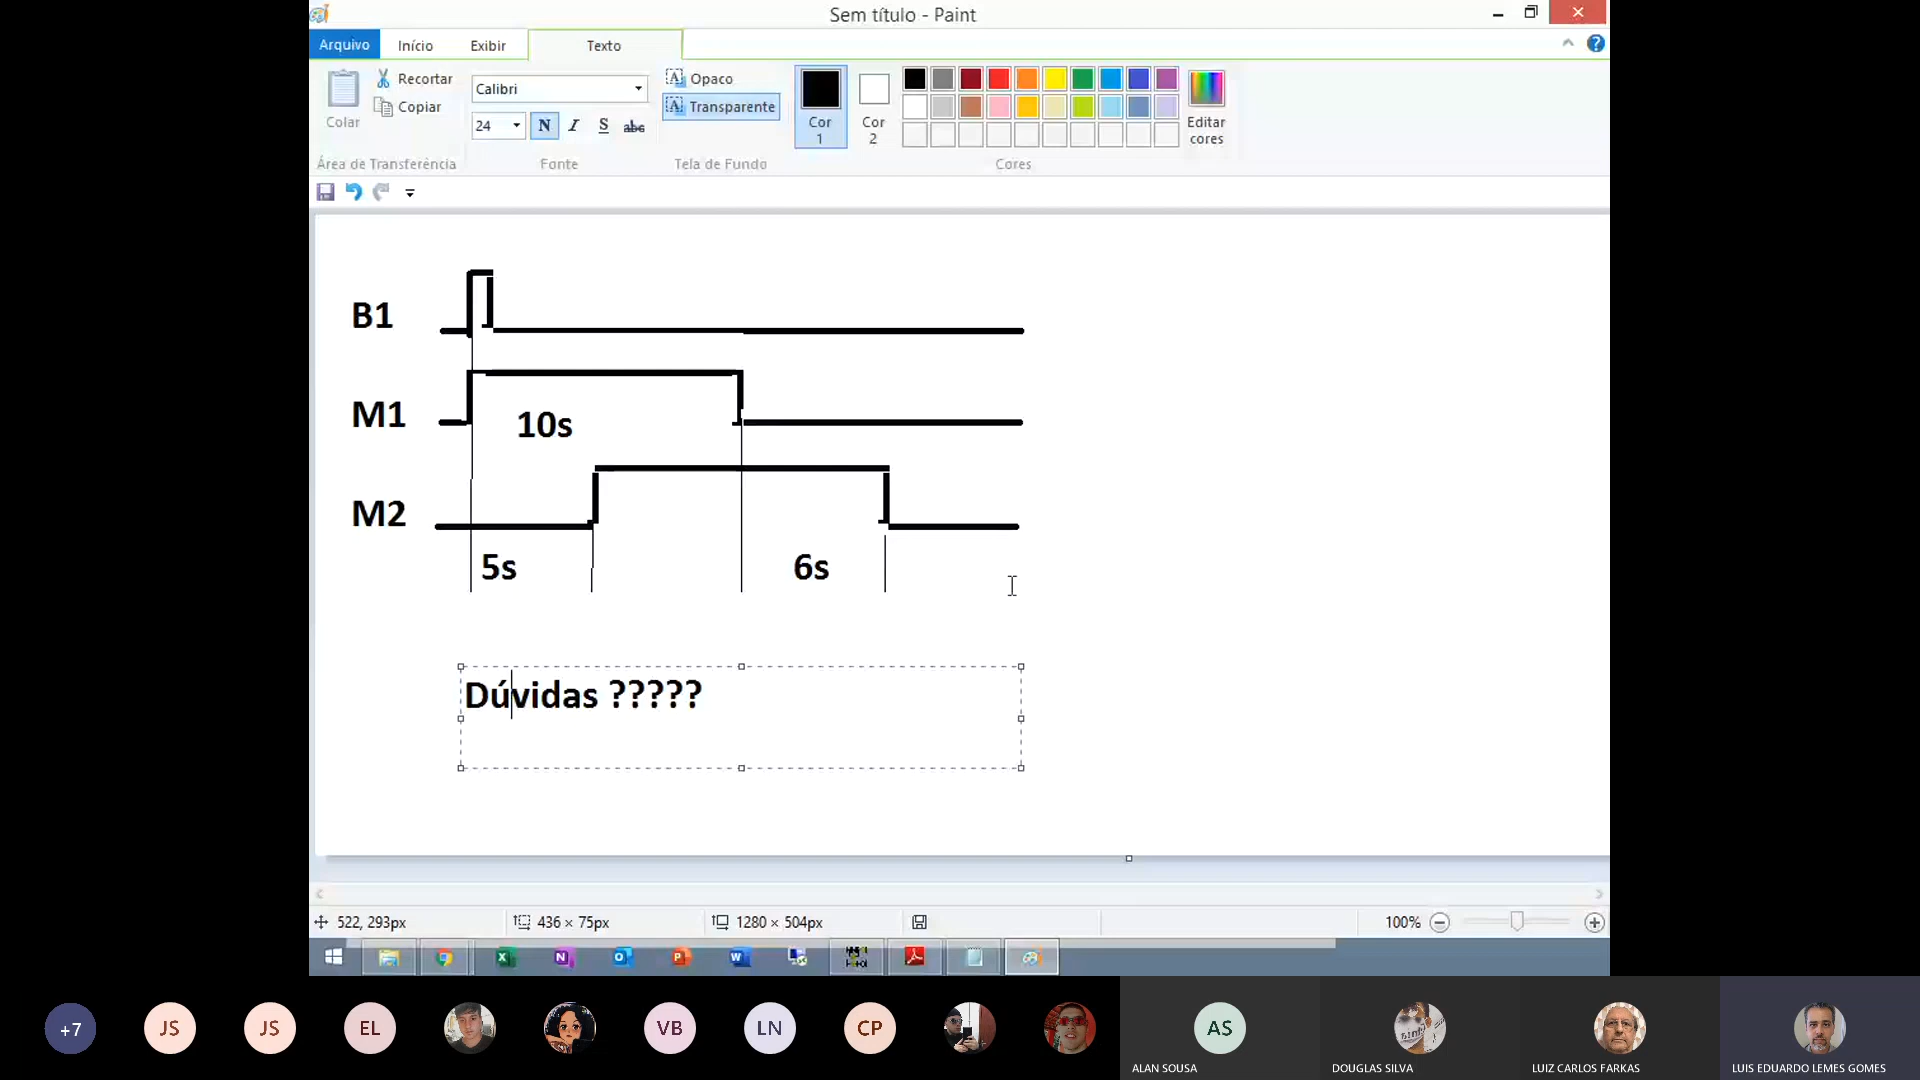 Sem título - Paint
Arquivo Início Exibir Texto
Colar
Recortar
Copiar
Área de Transferência
Calibri
24 N I S abc
Fonte
A Opaco
A Transparente
Tela de Fundo
Cor 1
Cor 2
Editar cores
Cores
B1
M1
10s
M2
5s 6s
Dúvidas ?????
522, 293px 436 × 75px 1280 × 504px 100%
+7 JS JS EL VB LN CP AS
ALAN SOUSA DOUGLAS SILVA LUIZ CARLOS FARKAS LUIS EDUARDO LEMES GOMES